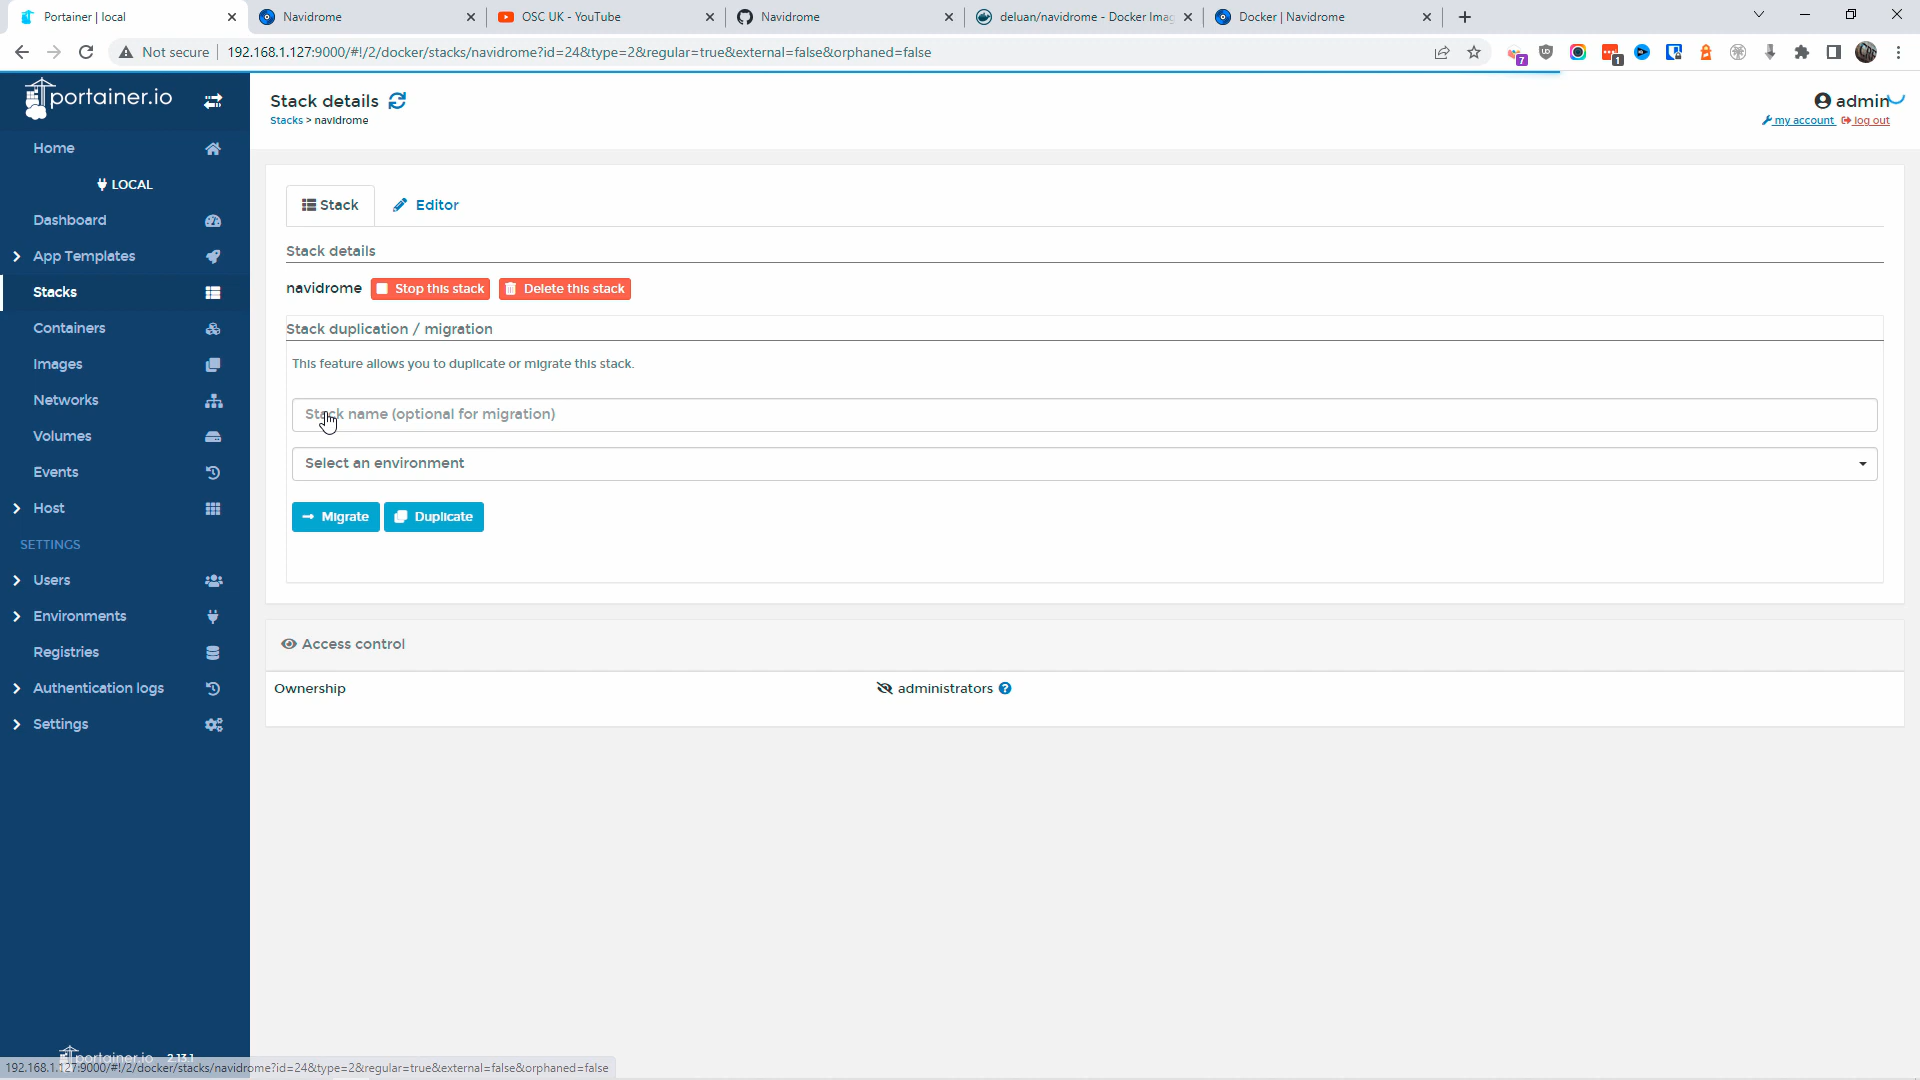 Portainer | local
Navidrome
OSC UK - YouTube
Navidrome
deluan/navidrome - Docker Imag
Docker | Navidrome
Not secure
192.168.1.127:9000/#!/2/docker/stacks/navidrome?id=24&type=2&regular=true&external=false&orphaned=false
7
1
portainer.io
Stack details
Stacks > navidrome
admin
my account
log out
Home
LOCAL
Dashboard
App Templates
Stacks
Containers
Images
Networks
Volumes
Events
Host
SETTINGS
Users
Environments
Registries
Authentication logs
Settings
Stack
Editor
Stack details
navidrome
Stop this stack
Delete this stack
Stack duplication / migration
This feature allows you to duplicate or migrate this stack.
Stack name (optional for migration)
Select an environment
Migrate
Duplicate
Access control
Ownership
administrators
portainer.io 2.13.1
192.168.1.127:9000/#!/2/docker/stacks/navidrome?id=24&type=2&regular=true&external=false&orphaned=false